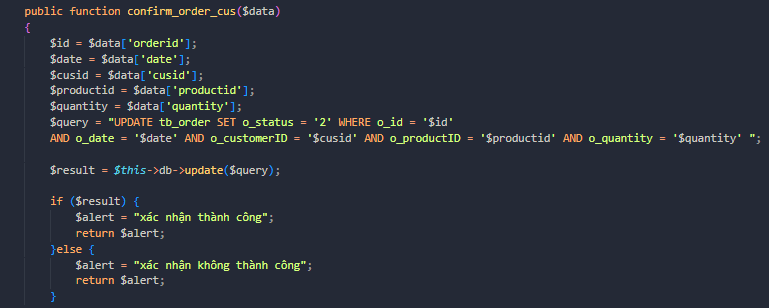 public function confirm_order_cus($data)
{
$id = $data['orderid'];
$date = $data['date'];
$cusid = $data['cusid'];
$productid = $data['productid'];
$quantity = $data['quantity'];
$query = "UPDATE tb_order SET o_status = '2' WHERE o_id = '$id'
AND o_date = '$date' AND o_customerID = '$cusid' AND o_productID = '$productid' AND o_quantity = '$quantity' ";
$result = $this->db->update($query);
if ($result) {
$alert = "xác nhận thành công";
return $alert;
}else {
$alert = "xác nhận không thành công";
return $alert;
}